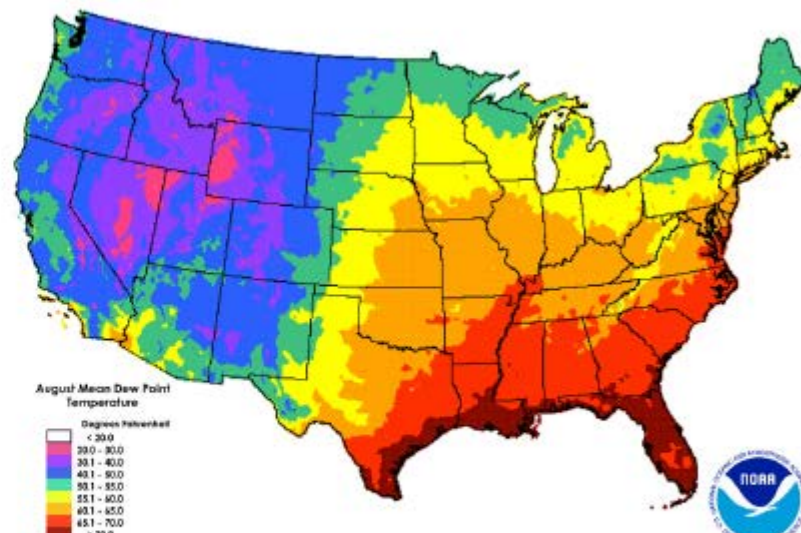 August Mean Dew Point
Temperature
Degrees Fahrenheit
< 20.0
20.0 - 30.0
30.1 - 40.0
40.1 - 50.0
50.1 - 55.0
55.1 - 60.0
60.1 - 65.0
65.1 - 70.0
NOAA